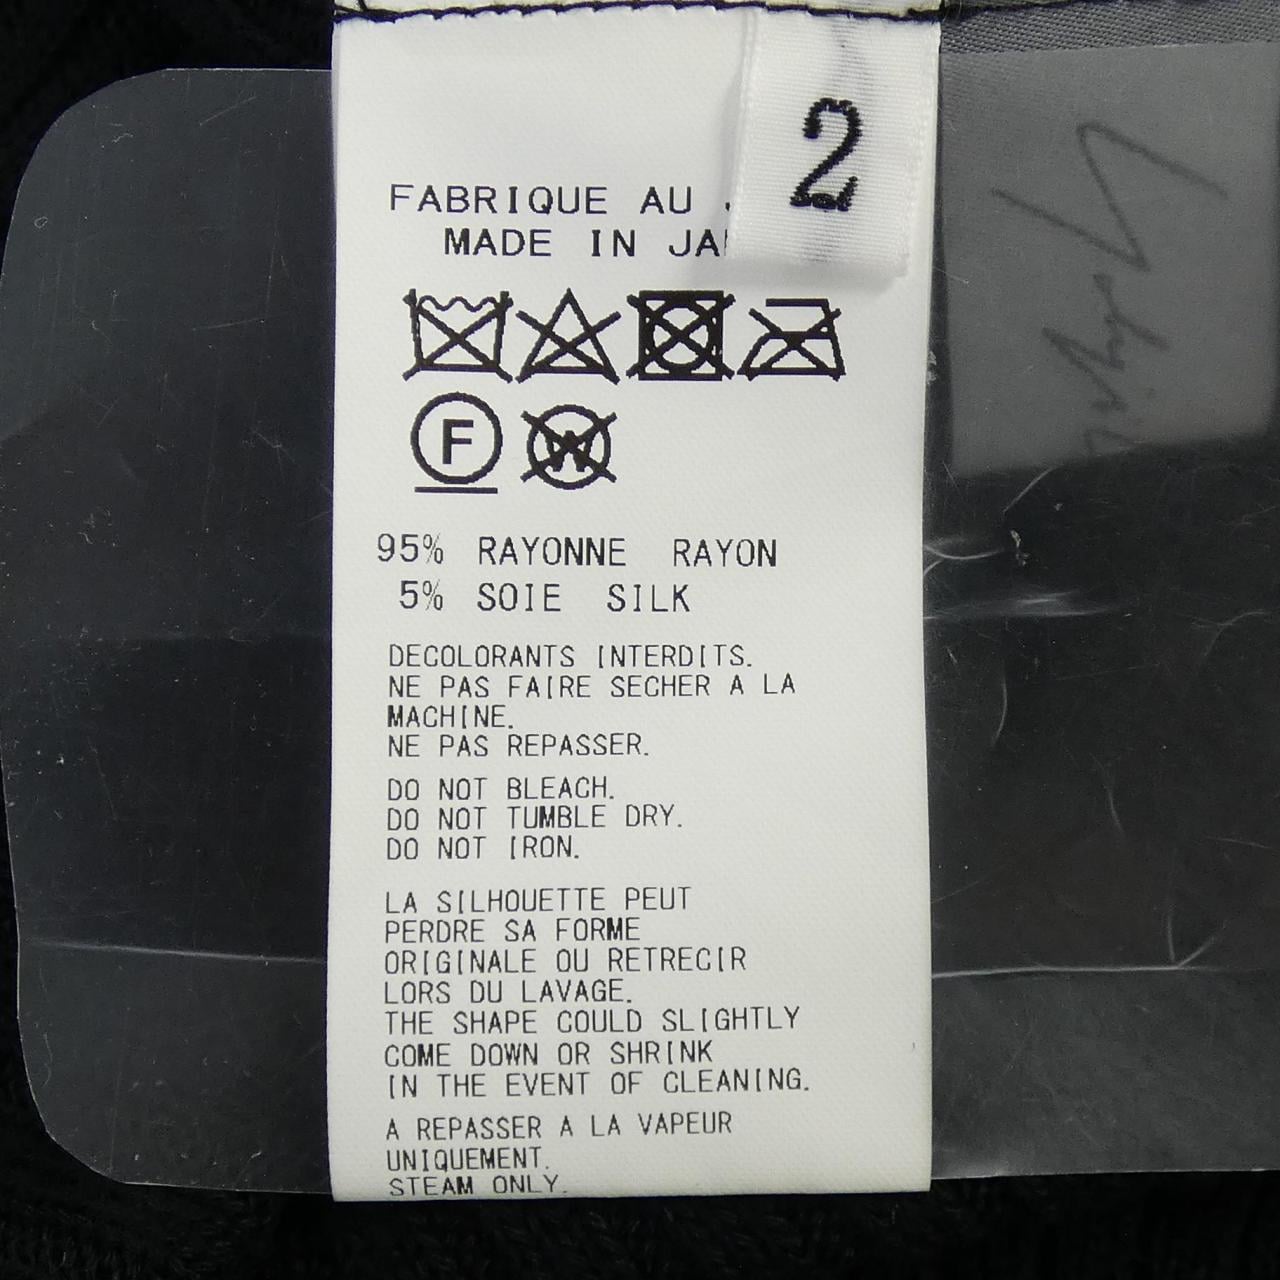 2
FABRIQUE AU
MADE IN
F
W
95% RAYONNE RAYON
5% SOIE SILK
DECOLORANTS INTERDITS.
NE PAS FAIRE SECHER A LA
MACHINE.
NE PAS REPASSER.
DO NOT BLEACH.
DO NOT TUMBLE DRY.
DO NOT IRON.
LA SILHOUETTE PEUT
PERDRE SA FORME
ORIGINALE OU RETRECIR
LORS DU LAVAGE.
THE SHAPE COULD SLIGHTLY
COME DOWN OR SHRINK
IN THE EVENT OF CLEANING.
A REPASSER A LA VAPEUR
UNIQUEMENT.
STEAM ONLY.